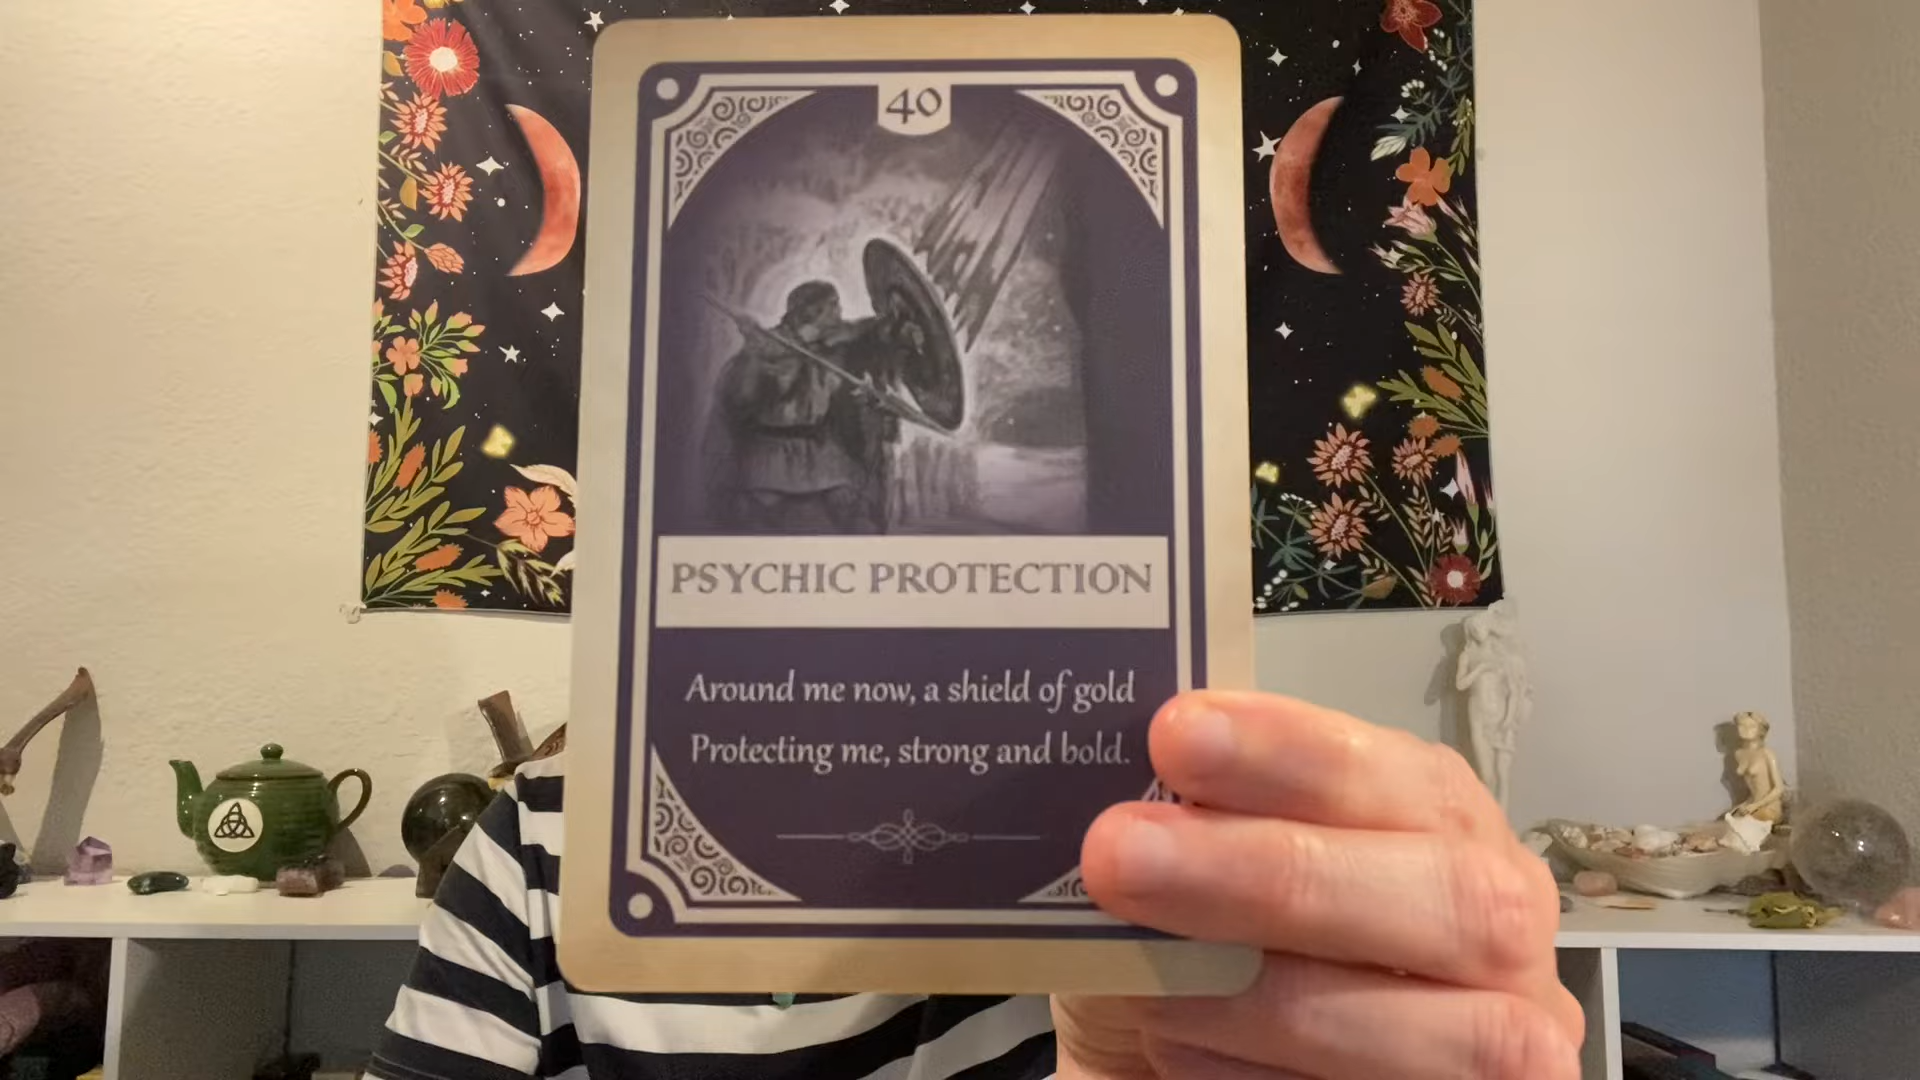 40
PSYCHIC PROTECTION
Around me now, a shield of gold
Protecting me, strong and bold.